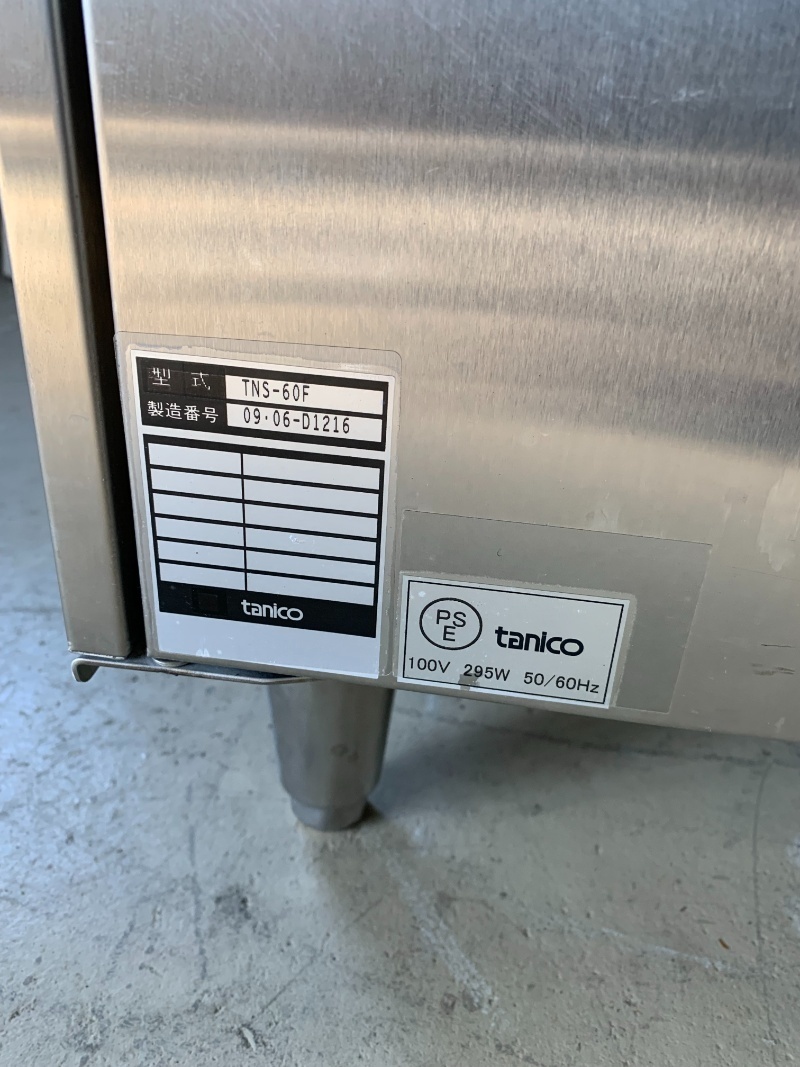 型式 TNS-60F
製造番号 09・06-D1216
tanico
PSE tanico
100V 295W 50/60Hz